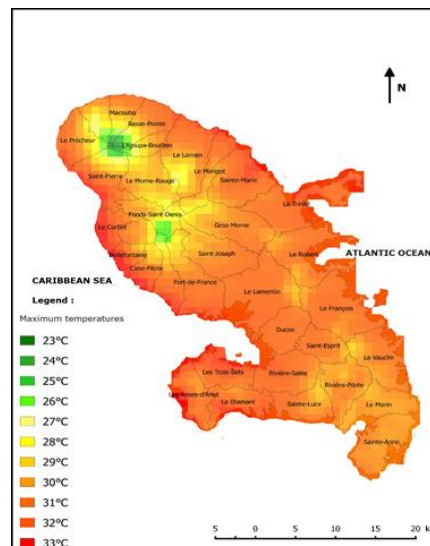 N
Macouba
Basse-Pointe
Le Prêcheur
L'Ajoupa-Bouillon
Le Lorrain
Le Marigot
Saint-Pierre
Le Morne-Rouge
Sainte-Marie
La Trinité
Fonds-Saint-Denis
Le Carbet
Gros-Morne
Bellefontaine
Saint-Joseph
Le Robert
ATLANTIC OCEAN
CARIBBEAN SEA
Case-Pilote
Fort-de-France
Le Lamentin
Legend :
Maximum temperatures
Le François
23°C
Ducos
24°C
Saint-Esprit
Le Vauclin
25°C
Les Trois-Îlets
Rivière-Salée
26°C
Rivière-Pilote
Les Anses-d'Arlet
Le Diamant
Sainte-Luce
Le Marin
27°C
28°C
Sainte-Anne
29°C
30°C
31°C
32°C
33°C
5 0 5 10 15 20 k